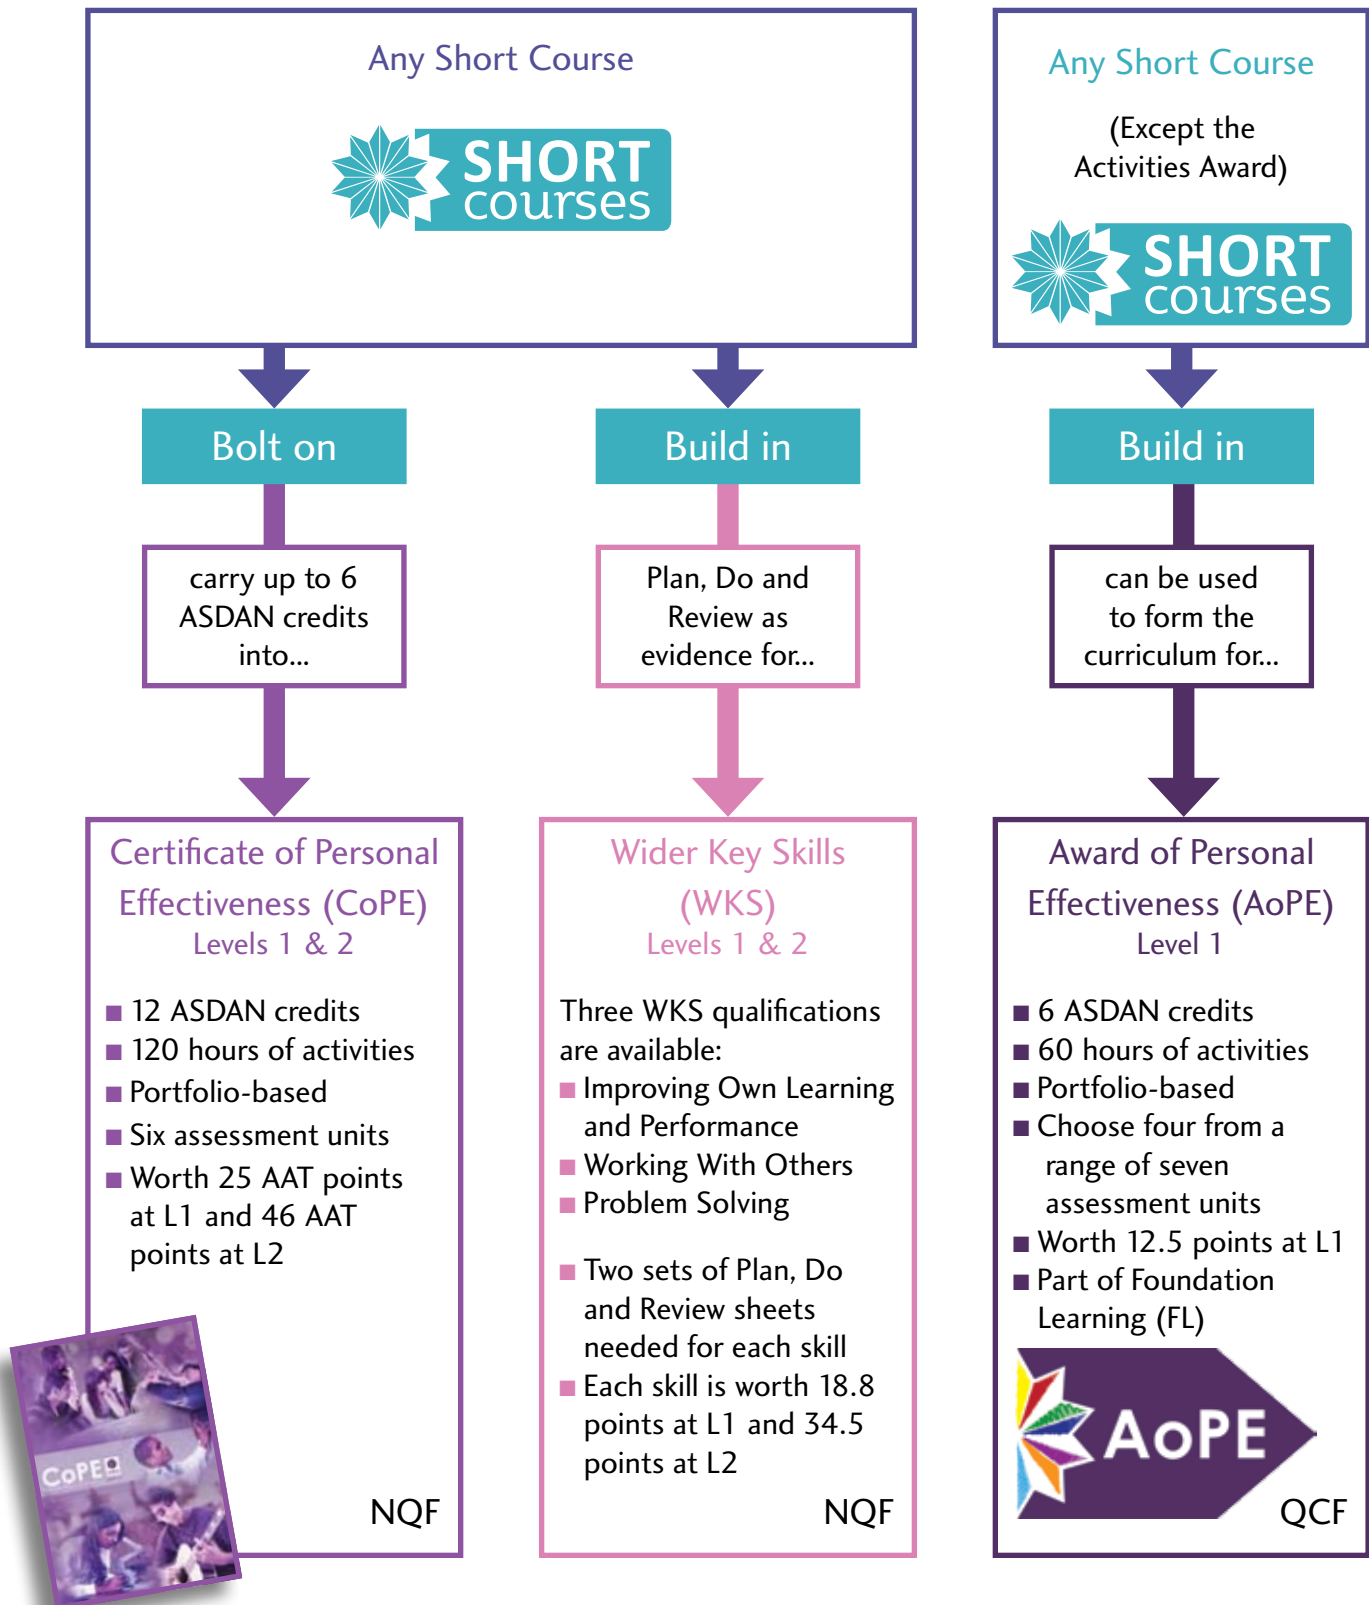 Any Short Course
SHORT
courses
Any Short Course
(Except the
Activities Award)
SHORT
courses
Bolt on
Build in
Build in
carry up to 6
ASDAN credits
into...
Plan, Do and
Review as
evidence for...
can be used
to form the
curriculum for...
Certificate of Personal
Effectiveness (CoPE)
Levels 1 & 2
■ 12 ASDAN credits
■ 120 hours of activities
■ Portfolio-based
■ Six assessment units
■ Worth 25 AAT points
at L1 and 46 AAT
points at L2
CoPE
NQF
Wider Key Skills
(WKS)
Levels 1 & 2
Three WKS qualifications
are available:
■ Improving Own Learning
and Performance
■ Working With Others
■ Problem Solving
■ Two sets of Plan, Do
and Review sheets
needed for each skill
■ Each skill is worth 18.8
points at L1 and 34.5
points at L2
NQF
Award of Personal
Effectiveness (AoPE)
Level 1
■ 6 ASDAN credits
■ 60 hours of activities
■ Portfolio-based
■ Choose four from a
range of seven
assessment units
■ Worth 12.5 points at L1
■ Part of Foundation
Learning (FL)
AoPE
QCF